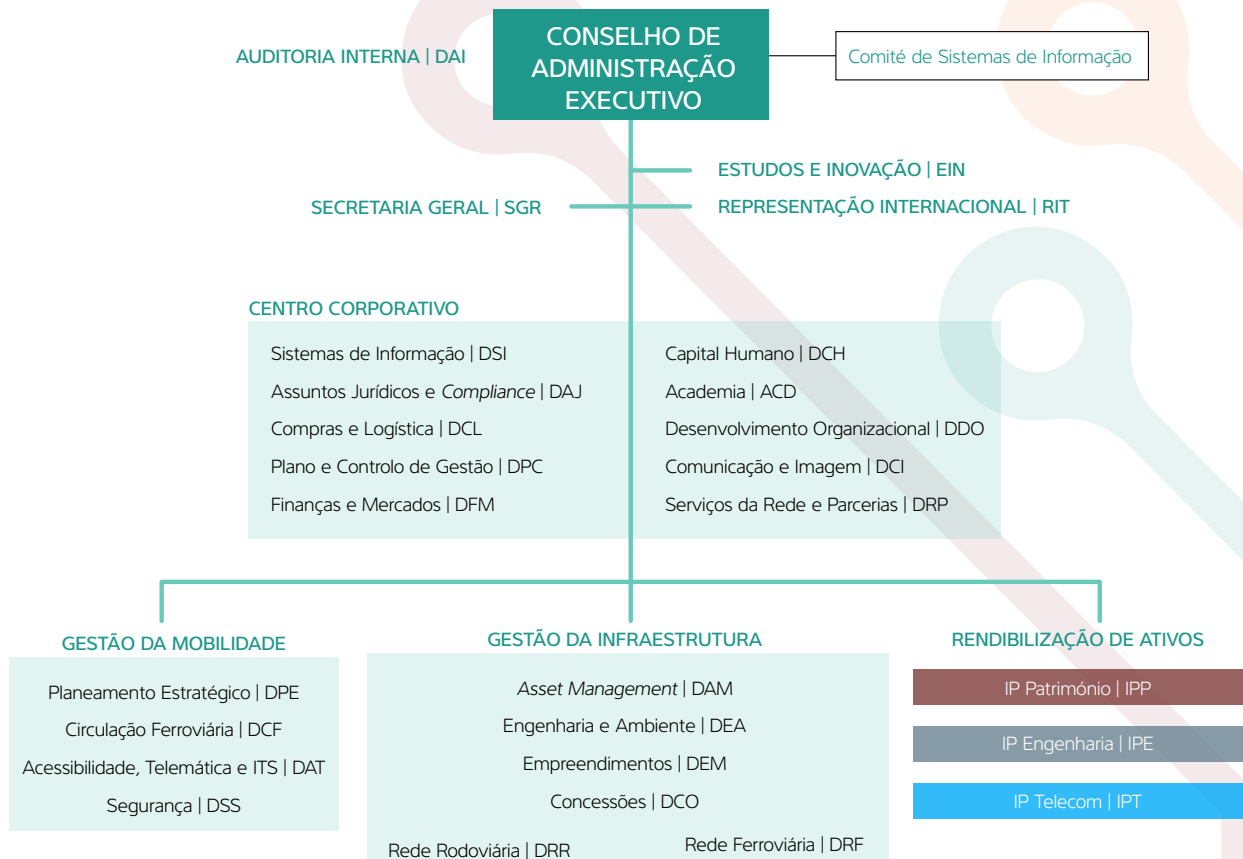 AUDITORIA INTERNA | DAI
CONSELHO DE
ADMINISTRAÇÃO
EXECUTIVO
Comité de Sistemas de Informação
ESTUDOS E INOVAÇÃO | EIN
SECRETARIA GERAL | SGR
REPRESENTAÇÃO INTERNACIONAL | RIT
CENTRO CORPORATIVO
Sistemas de Informação | DSI
Assuntos Jurídicos e Compliance | DAJ
Compras e Logística | DCL
Plano e Controlo de Gestão | DPC
Finanças e Mercados | DFM
Capital Humano | DCH
Academia | ACD
Desenvolvimento Organizacional | DDO
Comunicação e Imagem | DCI
Serviços da Rede e Parcerias | DRP
GESTÃO DA MOBILIDADE
Planeamento Estratégico | DPE
Circulação Ferroviária | DCF
Acessibilidade, Telemática e ITS | DAT
Segurança | DSS
GESTÃO DA INFRAESTRUTURA
Asset Management | DAM
Engenharia e Ambiente | DEA
Empreendimentos | DEM
Concessões | DCO
Rede Rodoviária | DRR
Rede Ferroviária | DRF
RENDIBILIZAÇÃO DE ATIVOS
IP Património | IPP
IP Engenharia | IPE
IP Telecom | IPT